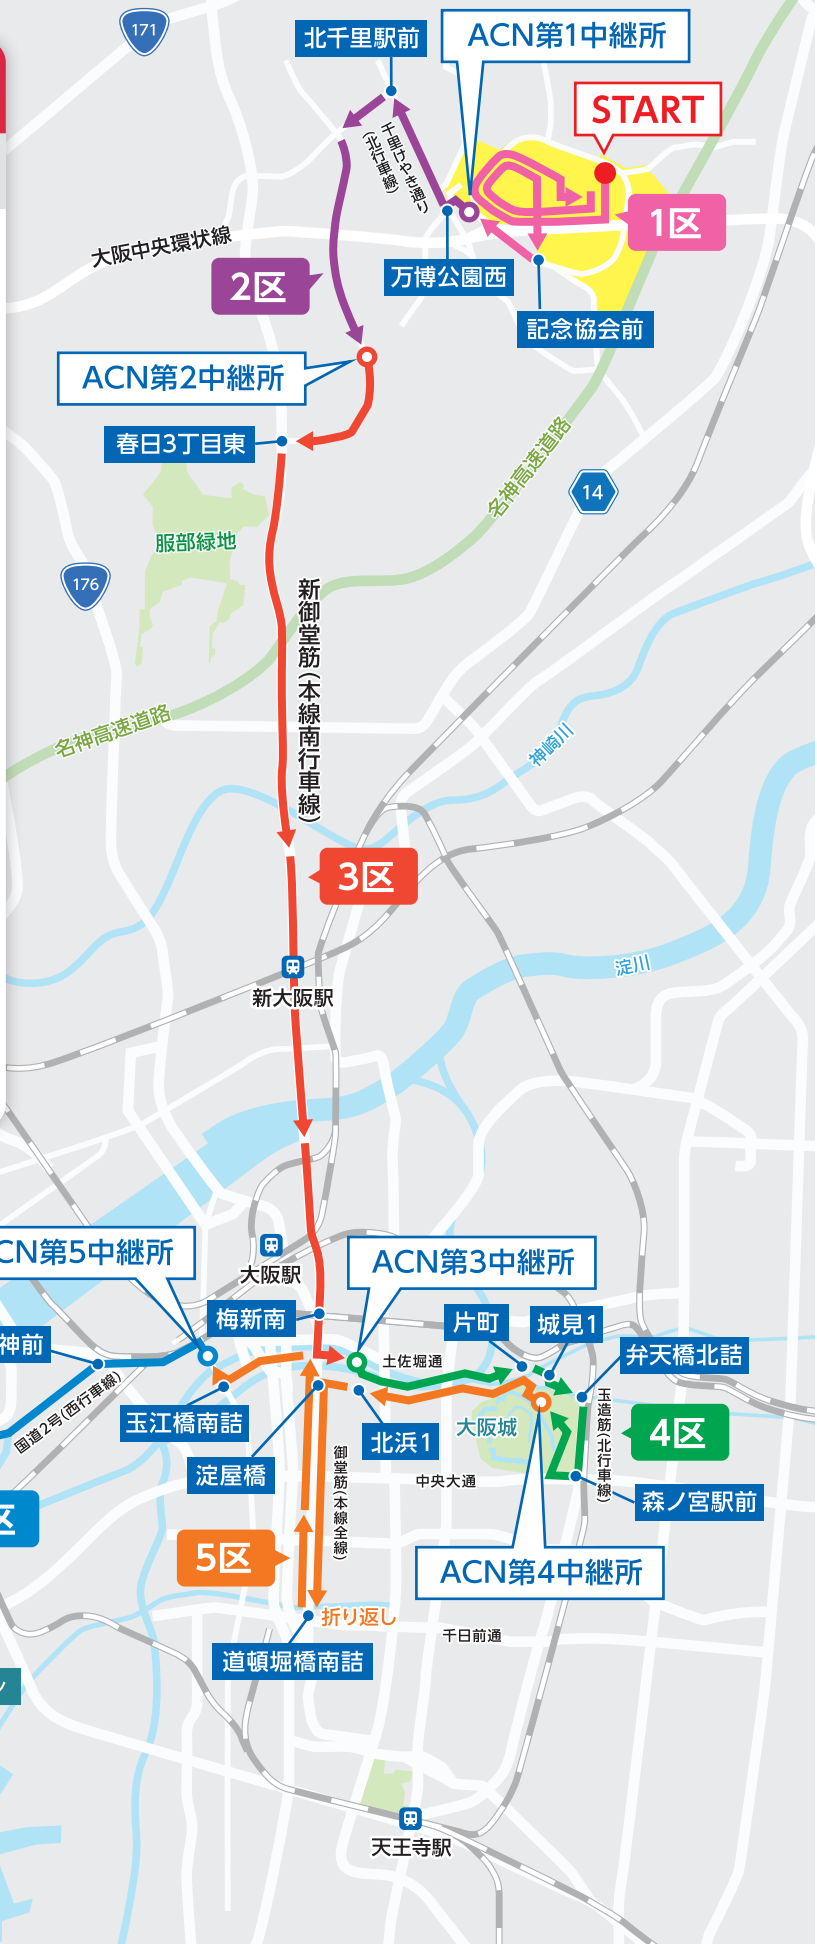 171
北千里駅前
ACN第1中継所
START
千里けやき通り
(北行車線)
1区
大阪中央環状線
万博公園西
2区
記念協会前
ACN第2中継所
春日3丁目東
名神高速道路
14
服部緑地
176
新御堂筋(本線南行車線)
名神高速道路
神崎川
3区
淀川
新大阪駅
CN第5中継所
大阪駅
ACN第3中継所
梅新南
片町
城見1
神前
土佐堀通
弁天橋北詰
国道2号(西行車線)
玉江橋南詰
北浜1
大阪城
玉造筋(北行車線)
4区
淀屋橋
御堂筋(本線全線)
中央大通
森ノ宮駅前
区
5区
ACN第4中継所
折り返し
千日前通
道頓堀橋南詰
天王寺駅